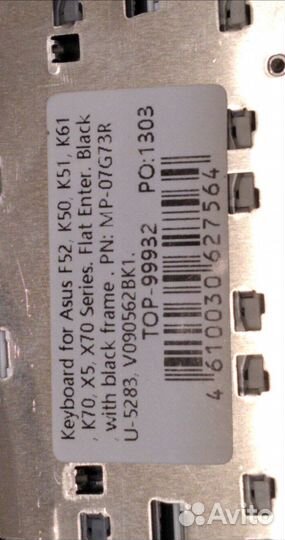 Keyboard for Asus F52, K50, K51, K61
, K70, X5, X70 Series. Flat Enter. Black
with black frame . PN: MP-07G73R
U-5283, V090562BK1.
TOP-99932 PO:1303
4 610030 627564
Avito